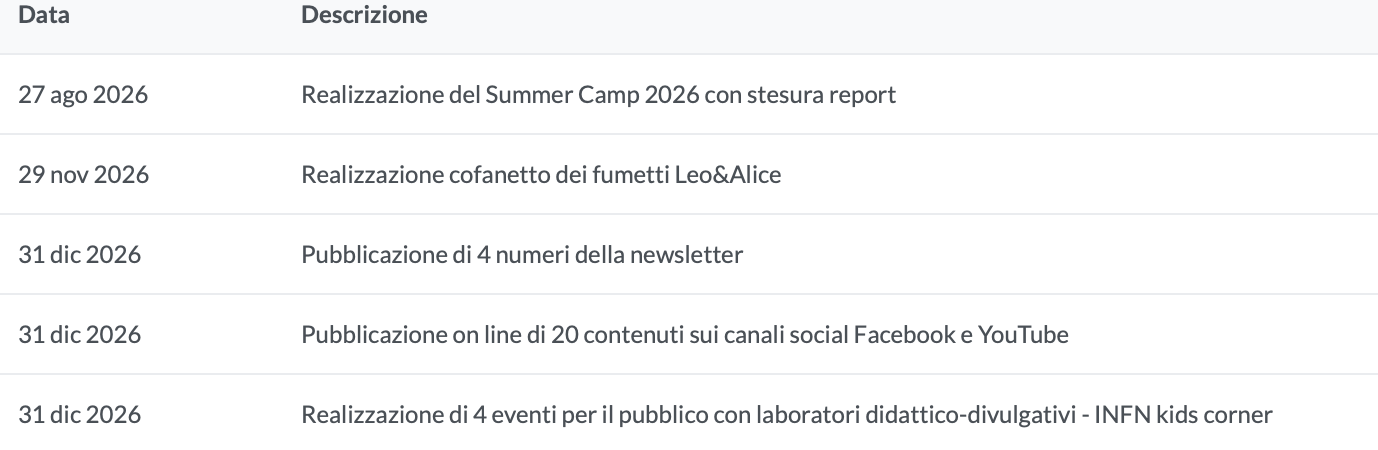 Data Descrizione
27 ago 2026 Realizzazione del Summer Camp 2026 con stesura report
29 nov 2026 Realizzazione cofanetto dei fumetti Leo&Alice
31 dic 2026 Pubblicazione di 4 numeri della newsletter
31 dic 2026 Pubblicazione on line di 20 contenuti sui canali social Facebook e YouTube
31 dic 2026 Realizzazione di 4 eventi per il pubblico con laboratori didattico-divulgativi - INFN kids corner